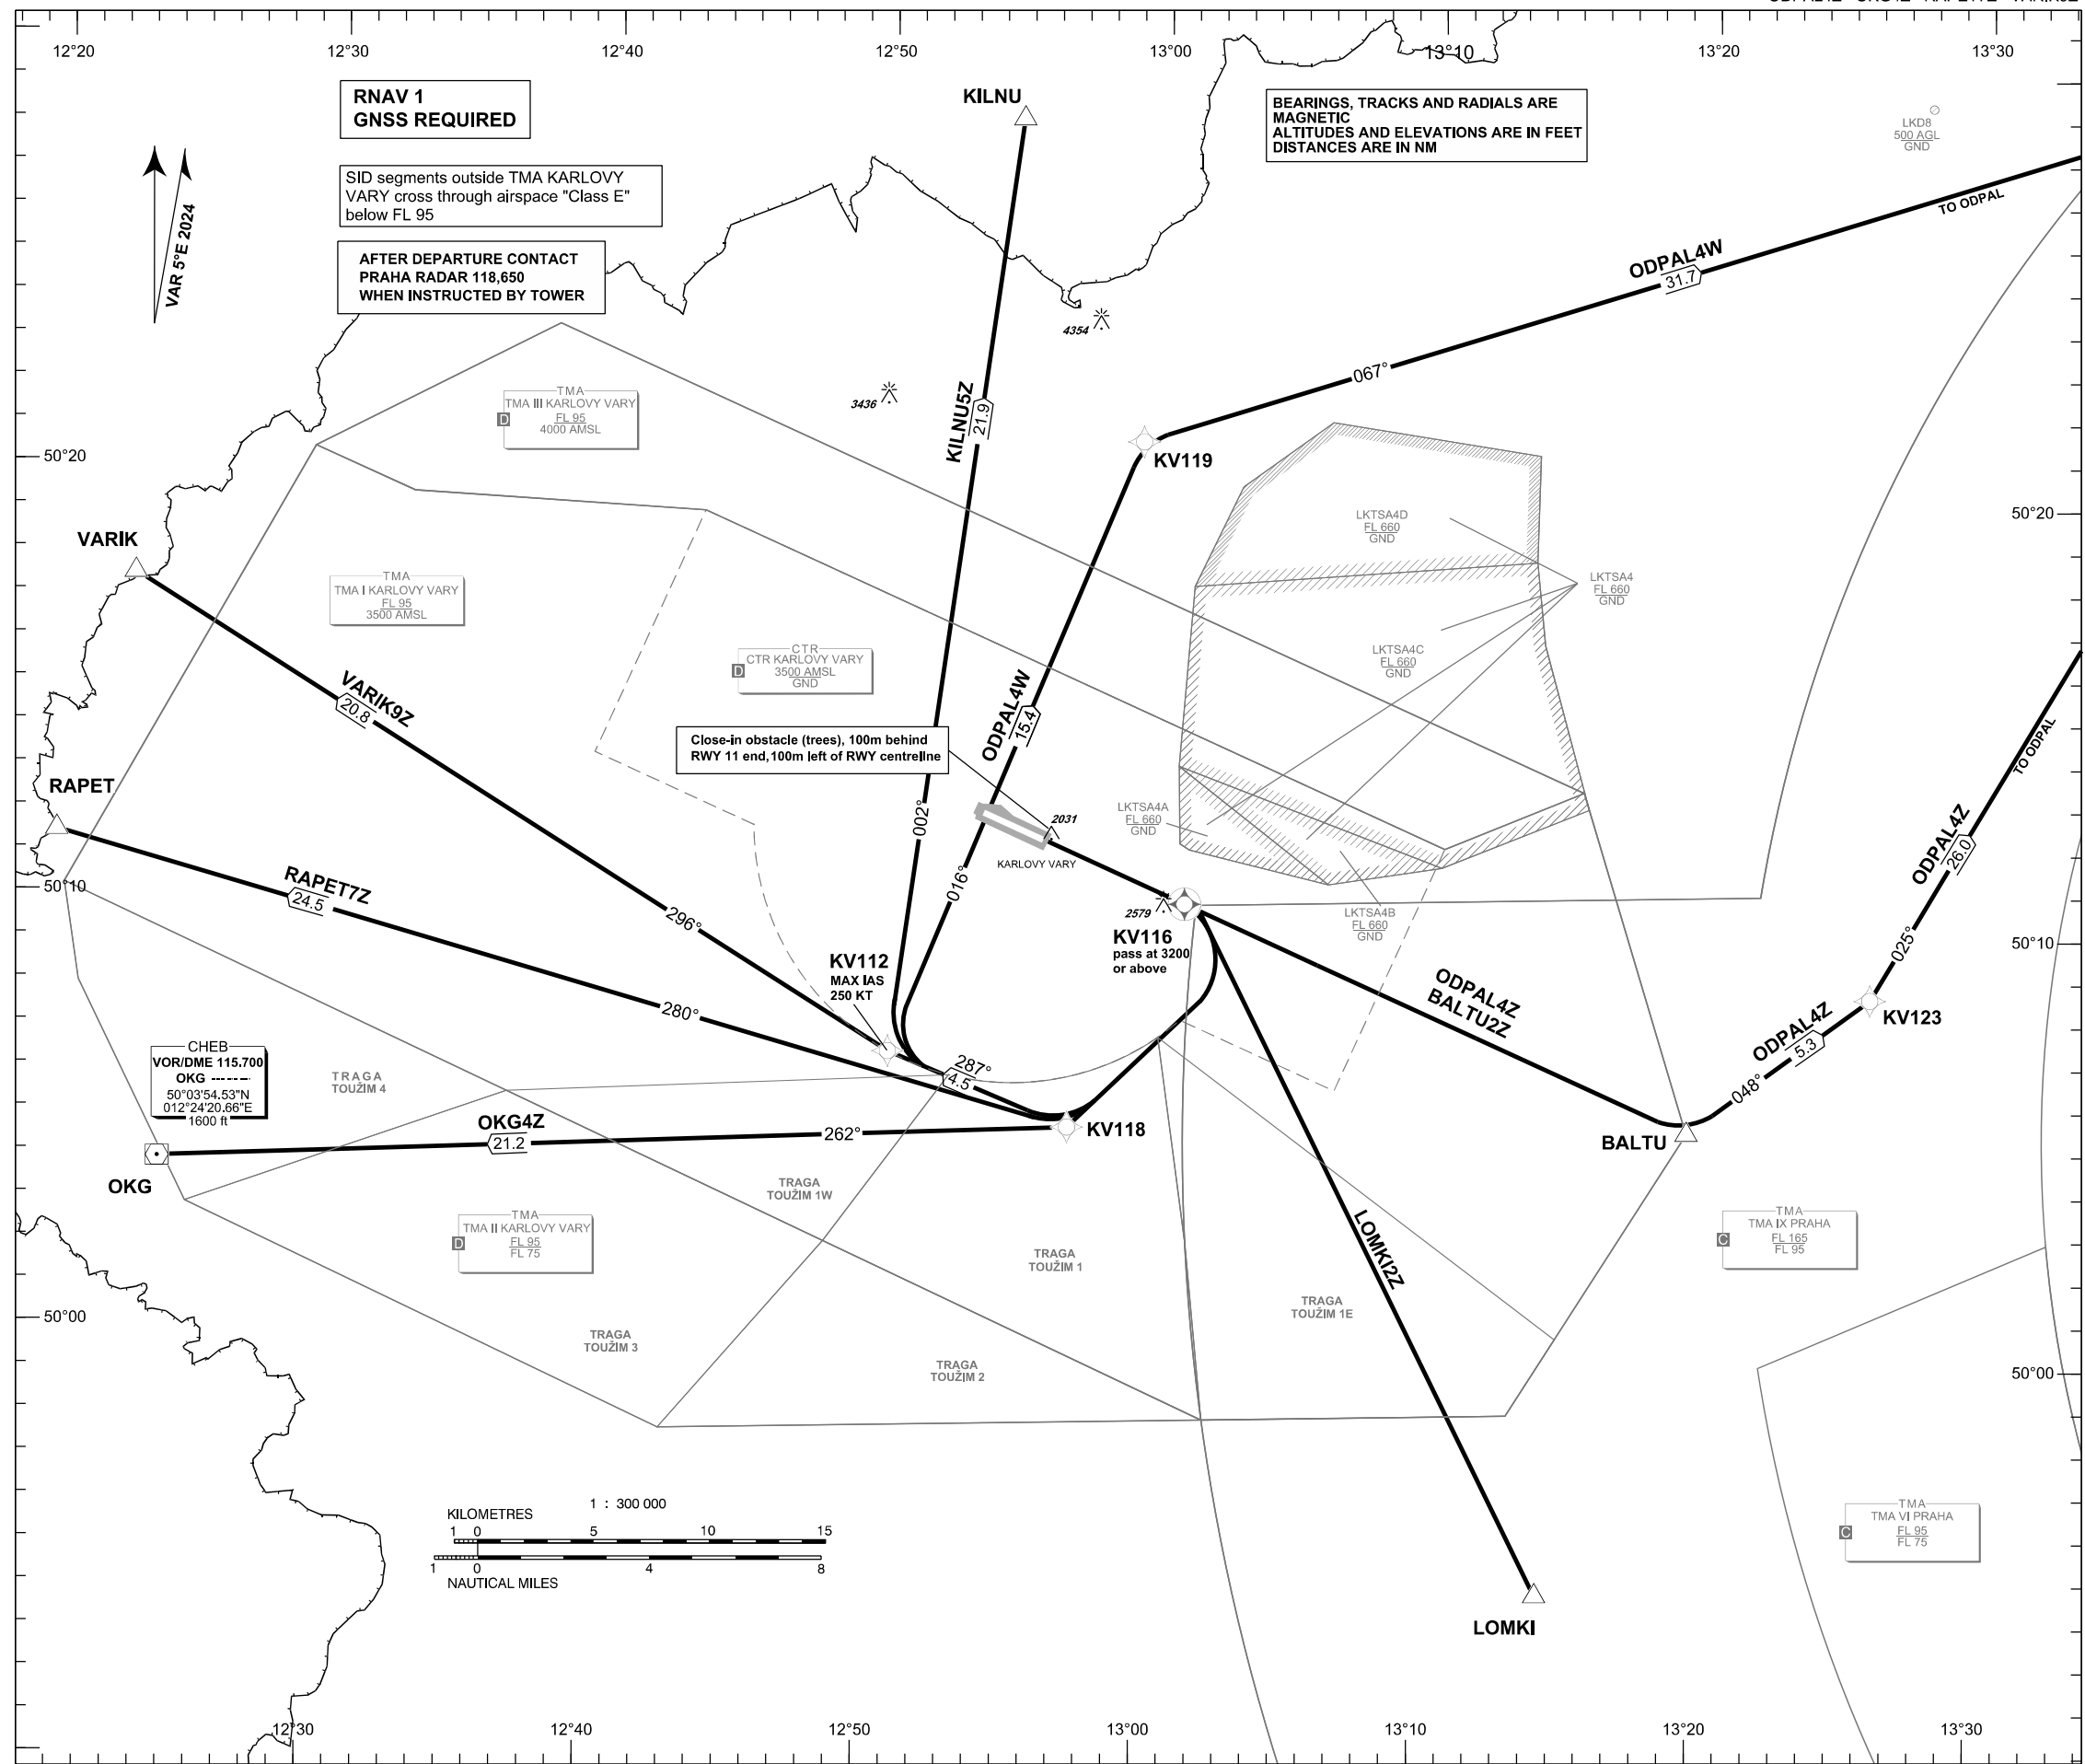 12°20
12°30
12°40
12°50
13°00
13°10
13°20
13°30
RNAV 1
GNSS REQUIRED
KILNU
BEARINGS, TRACKS AND RADIALS ARE
MAGNETIC
ALTITUDES AND ELEVATIONS ARE IN FEET
DISTANCES ARE IN NM
LKD8
500 AGL
GND
SID segments outside TMA KARLOVY
VARY cross through airspace "Class E"
below FL 95
VAR 5°E 2024
AFTER DEPARTURE CONTACT
PRAHA RADAR 118,650
WHEN INSTRUCTED BY TOWER
TO ODPAL
ODPAL4W
31.7
4354
067°
3436
TMA
TMA III KARLOVY VARY
D
FL 95
4000 AMSL
KILNU5Z
21.9
KV119
50°20
50°20
LKTSA4D
FL 660
GND
VARIK
TMA
TMA I KARLOVY VARY
FL 95
3500 AMSL
LKTSA4
FL 660
GND
CTR
CTR KARLOVY VARY
D
3500 AMSL
GND
LKTSA4C
FL 660
GND
VARIK9Z
20.8
ODPAL4W
15.4
TO ODPAL
Close-in obstacle (trees), 100m behind
RWY 11 end,100m left of RWY centreline
RAPET
002°
2031
KARLOVY VARY
LKTSA4A
FL 660
GND
ODPAL4Z
26.0
50°10
RAPET7Z
24.5
016°
296°
2579
LKTSA4B
FL 660
GND
KV116
pass at 3200
or above
025°
50°10
KV112
MAX IAS
250 KT
280°
ODPAL4Z
BALTU2Z
KV123
ODPAL4Z
5.3
CHEB
VOR/DME 115.700
OKG
50°03'54.53"N
012°24'20.66"E
1600 ft
TRAGA
TOUŽIM 4
287°
4.5
048°
OKG4Z
21.2
262°
KV118
BALTU
OKG
TRAGA
TOUŽIM 1W
TMA
TMA II KARLOVY VARY
D
FL 95
FL 75
LOMKI2Z
TMA
TMA IX PRAHA
C
FL 165
FL 95
TRAGA
TOUŽIM 1
TRAGA
TOUŽIM 1E
50°00
TRAGA
TOUŽIM 3
TRAGA
TOUŽIM 2
50°00
1 : 300 000
KILOMETRES
1 0 5 10 15
1 0 4 8
NAUTICAL MILES
TMA
TMA VI PRAHA
C
FL 95
FL 75
LOMKI
12°30
12°40
12°50
13°00
13°10
13°20
13°30